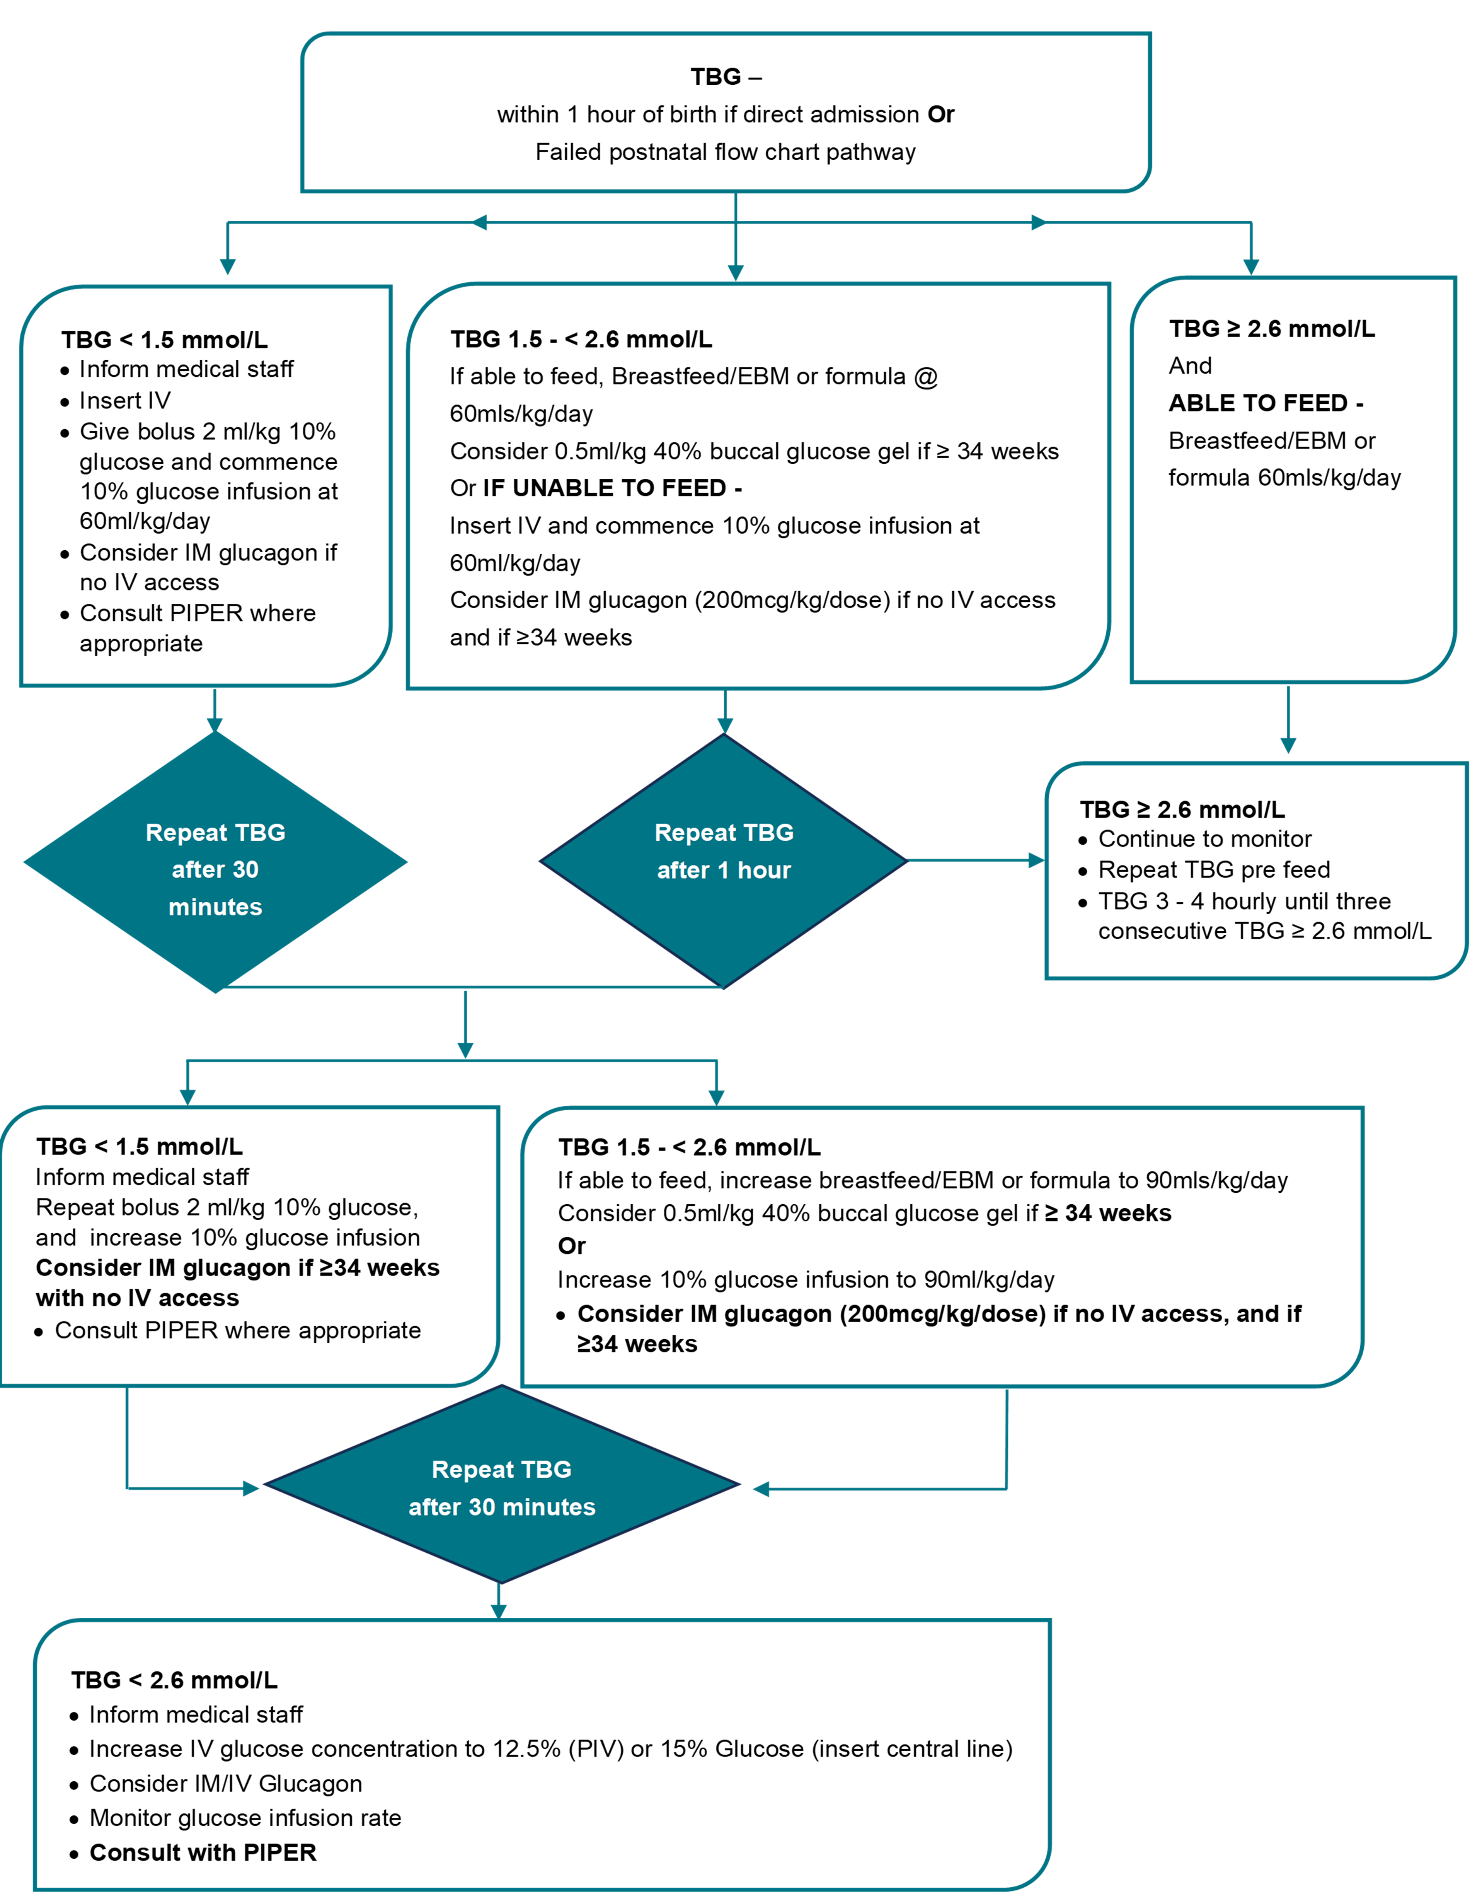 TBG –
within 1 hour of birth if direct admission Or
Failed postnatal flow chart pathway
TBG < 1.5 mmol/L
• Inform medical staff
• Insert IV
• Give bolus 2 ml/kg 10%
glucose and commence
10% glucose infusion at
60ml/kg/day
• Consider IM glucagon if
no IV access
• Consult PIPER where
appropriate
TBG 1.5 - < 2.6 mmol/L
If able to feed, Breastfeed/EBM or formula @
60mls/kg/day
Consider 0.5ml/kg 40% buccal glucose gel if ≥ 34 weeks
Or IF UNABLE TO FEED -
Insert IV and commence 10% glucose infusion at
60ml/kg/day
Consider IM glucagon (200mcg/kg/dose) if no IV access
and if ≥34 weeks
TBG ≥ 2.6 mmol/L
And
ABLE TO FEED -
Breastfeed/EBM or
formula 60mls/kg/day
Repeat TBG
after 30
minutes
Repeat TBG
after 1 hour
TBG ≥ 2.6 mmol/L
• Continue to monitor
• Repeat TBG pre feed
• TBG 3 - 4 hourly until three
consecutive TBG ≥ 2.6 mmol/L
TBG < 1.5 mmol/L
Inform medical staff
Repeat bolus 2 ml/kg 10% glucose,
and  increase 10% glucose infusion
Consider IM glucagon if ≥34 weeks
with no IV access
• Consult PIPER where appropriate
TBG 1.5 - < 2.6 mmol/L
If able to feed, increase breastfeed/EBM or formula to 90mls/kg/day
Consider 0.5ml/kg 40% buccal glucose gel if ≥ 34 weeks
Or
Increase 10% glucose infusion to 90ml/kg/day
• Consider IM glucagon (200mcg/kg/dose) if no IV access, and if
≥34 weeks
Repeat TBG
after 30 minutes
TBG < 2.6 mmol/L
• Inform medical staff
• Increase IV glucose concentration to 12.5% (PIV) or 15% Glucose (insert central line)
• Consider IM/IV Glucagon
• Monitor glucose infusion rate
• Consult with PIPER